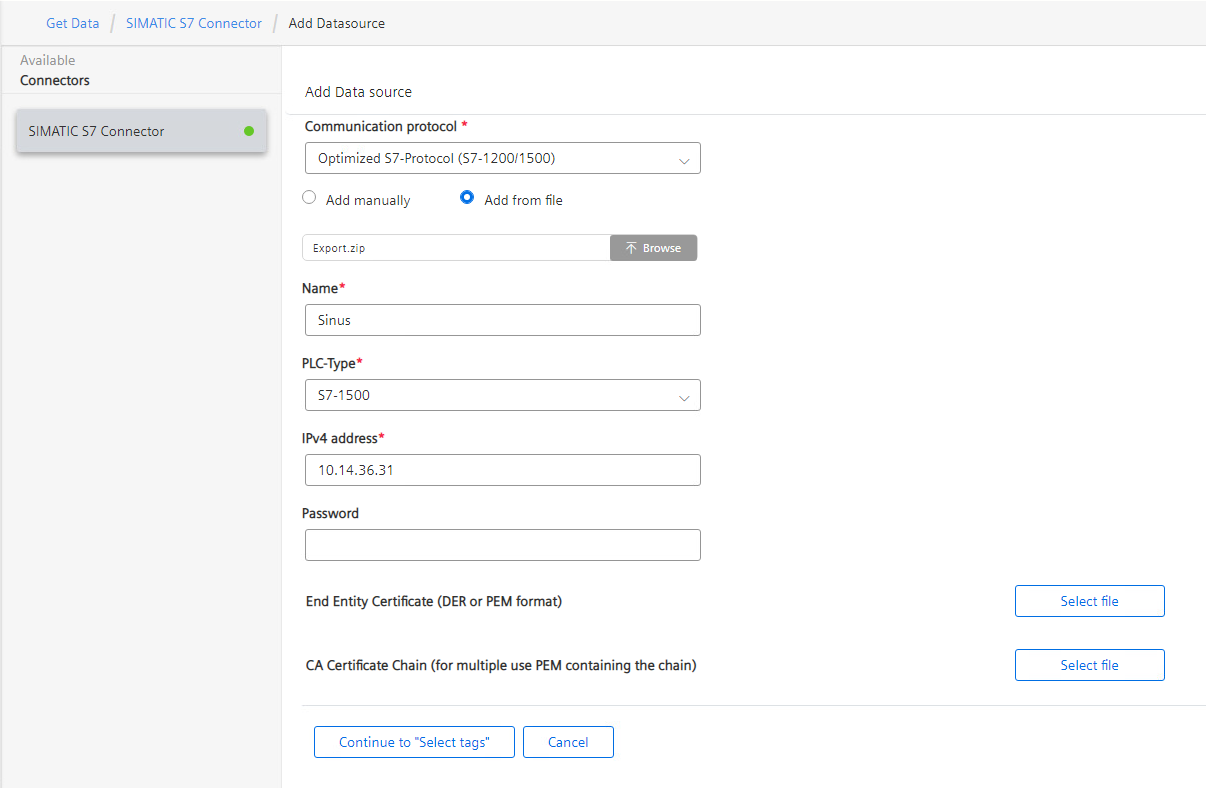 Get Data / SIMATIC S7 Connector / Add Datasource
Available
Connectors
SIMATIC S7 Connector
Add Data source
Communication protocol *
Optimized S7-Protocol (S7-1200/1500)
Add manually
Add from file
Export.zip
Browse
Name*
Sinus
PLC-Type*
S7-1500
IPv4 address*
10.14.36.31
Password
End Entity Certificate (DER or PEM format)
Select file
CA Certificate Chain (for multiple use PEM containing the chain)
Select file
Continue to "Select tags"
Cancel